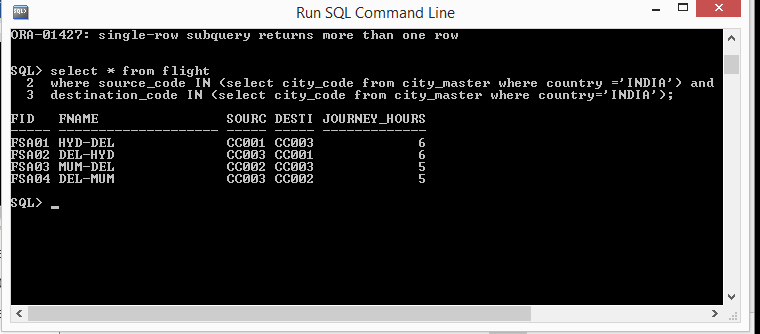 Run SQL Command Line
ORA-01427: single-row subquery returns more than one row
SQL> select * from flight
2 where source_code IN (select city_code from city_master where country ='INDIA') and
3 destination_code IN (select city_code from city_master where country='INDIA');
FID FNAME SOURC DESTI JOURNEY_HOURS
----- -------------------- ----- ----- -------------
FSA01 HYD-DEL CC001 CC003 6
FSA02 DEL-HYD CC003 CC001 6
FSA03 MUM-DEL CC002 CC003 5
FSA04 DEL-MUM CC003 CC002 5
SQL> _